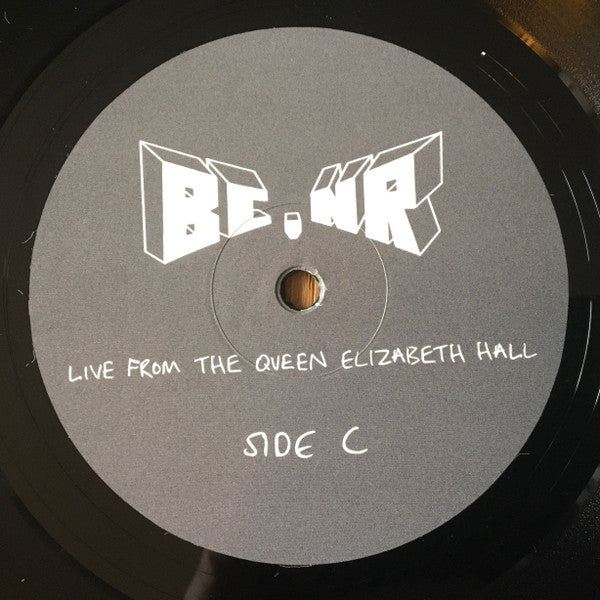 BC,NR
LIVE FROM THE QUEEN ELIZABETH HALL
SIDE C